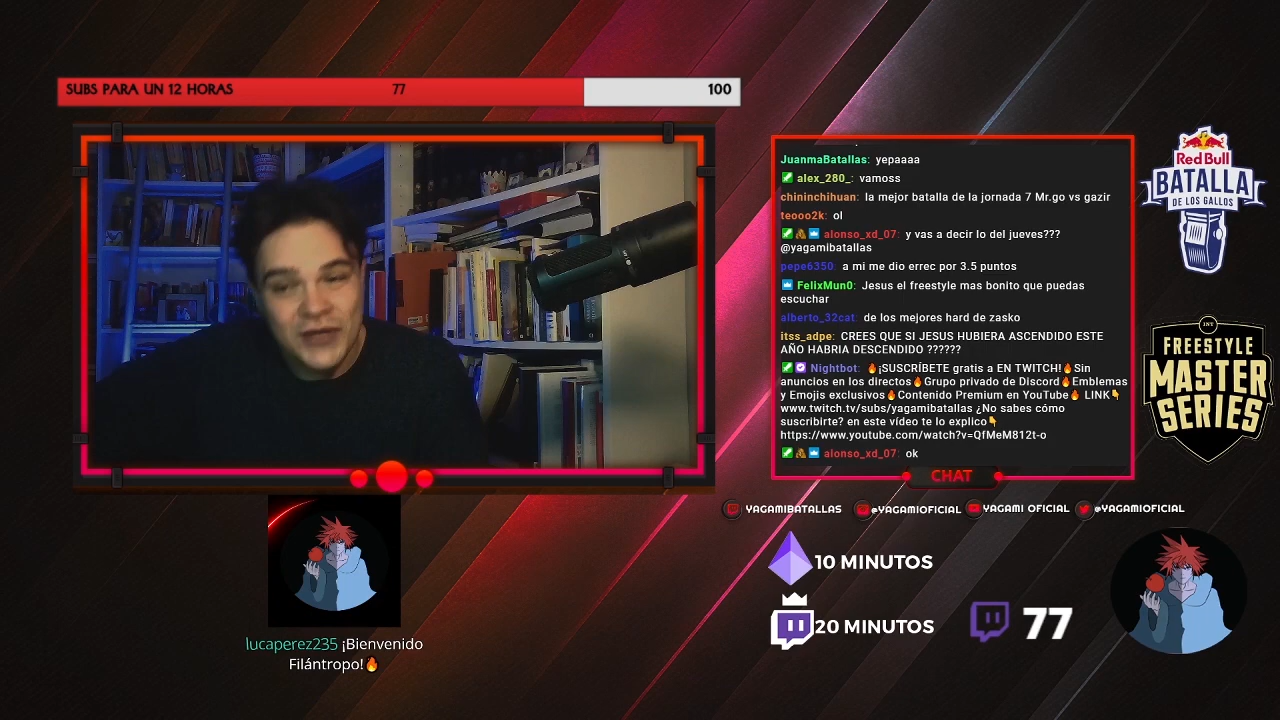 SUBS PARA UN 12 HORAS 77 100
JuanmaBatallas: yepaaaa
alex_280_: vamoss
chininchihuan: la mejor batalla de la jornada 7 Mr.go vs gazir
teooo2k: ol
alonso_xd_07: y vas a decir lo del jueves???
@yagamibatallas
pepe6350: a mi me dio errec por 3.5 puntos
FelixMun0: Jesus el freestyle mas bonito que puedas
escuchar
alberto_32cat: de los mejores hard de zasko
itss_adpe: CREES QUE SI JESUS HUBIERA ASCENDIDO ESTE
AÑO HABRIA DESCENDIDO ??????
Nightbot: 🔥¡SUSCRÍBETE gratis a EN TWITCH!🔥Sin
anuncios en los directos🔥Grupo privado de Discord🔥Emblemas
y Emojis exclusivos🔥Contenido Premium en YouTube🔥 LINK👇
www.twitch.tv/subs/yagamibatallas ¿No sabes cómo
suscribirte? en este vídeo te lo explico👇
https://www.youtube.com/watch?v=QfMeM812t-o
alonso_xd_07: ok
CHAT
Red Bull
BATALLA
DE LOS GALLOS
INT
FREESTYLE
MASTER
SERIES
YAGAMIBATALLAS @YAGAMIOFICIAL YAGAMI OFICIAL @YAGAMIOFICIAL
10 MINUTOS
20 MINUTOS
77
lucaperez235 ¡Bienvenido
Filántropo!🔥